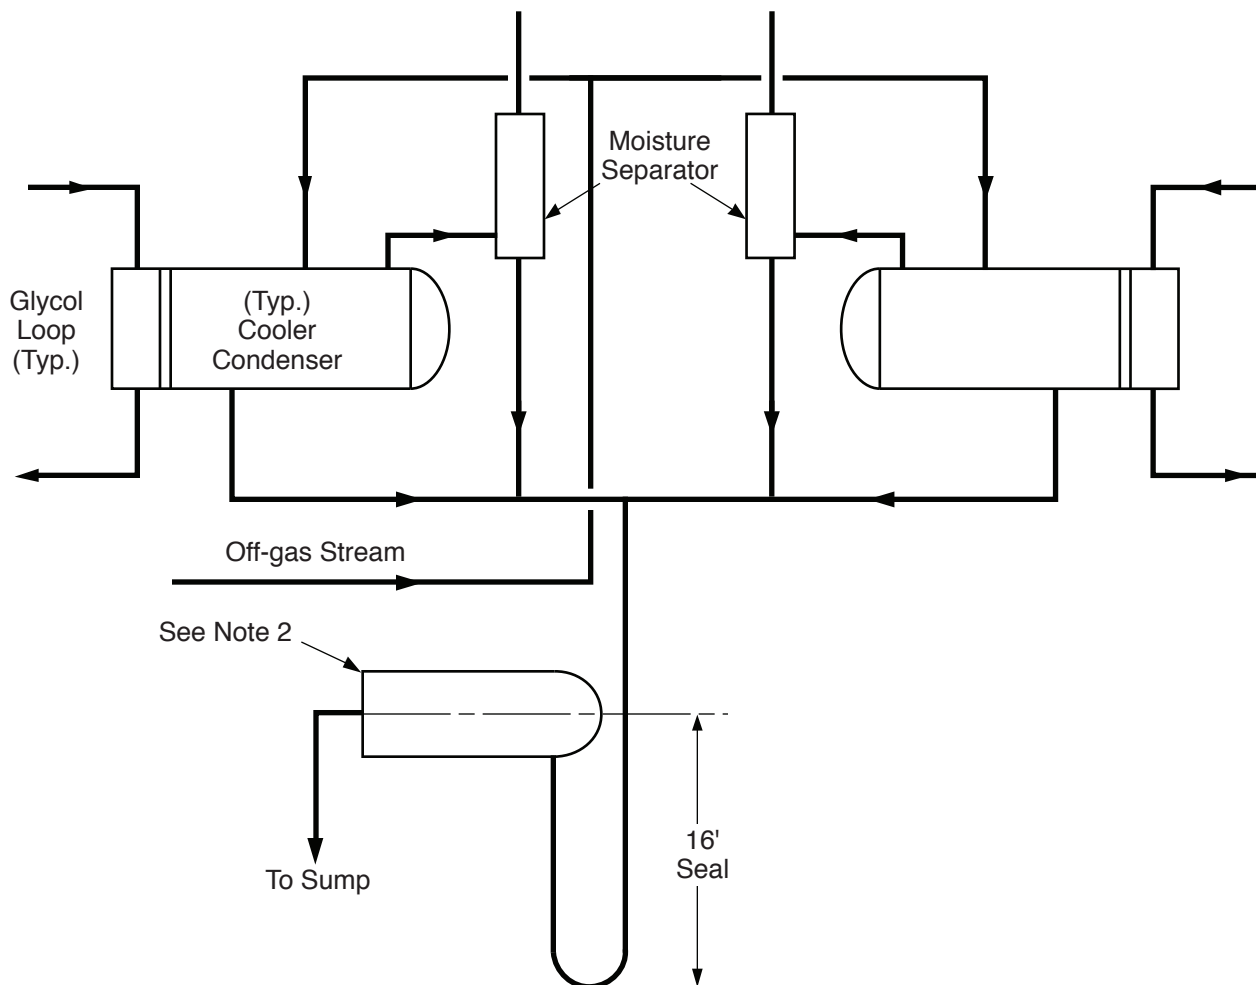 Moisture
Separator
Glycol
Loop
(Typ.)
(Typ.)
Cooler
Condenser
Off-gas Stream
See Note 2
16'
Seal
To Sump